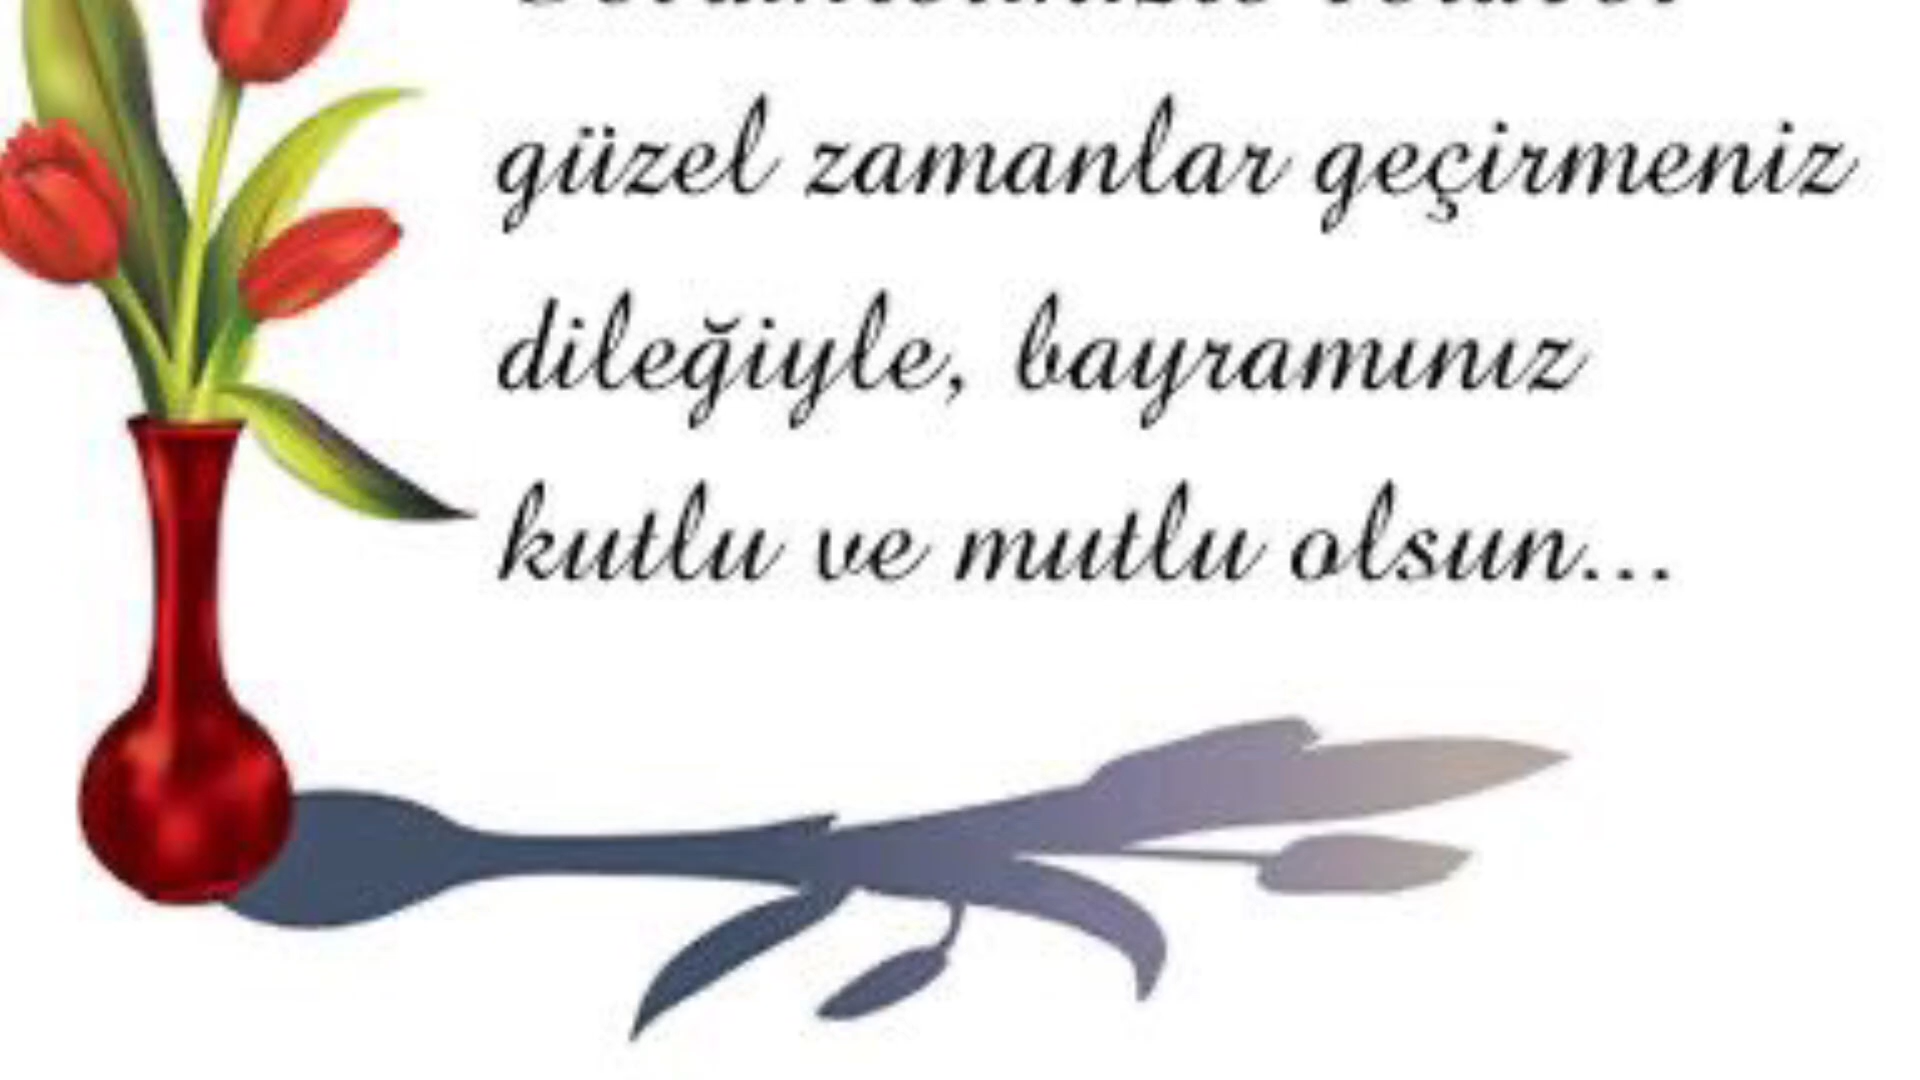 güzel zamanlar geçirmeniz
dileğiyle, bayramınız
kutlu ve mutlu olsun...